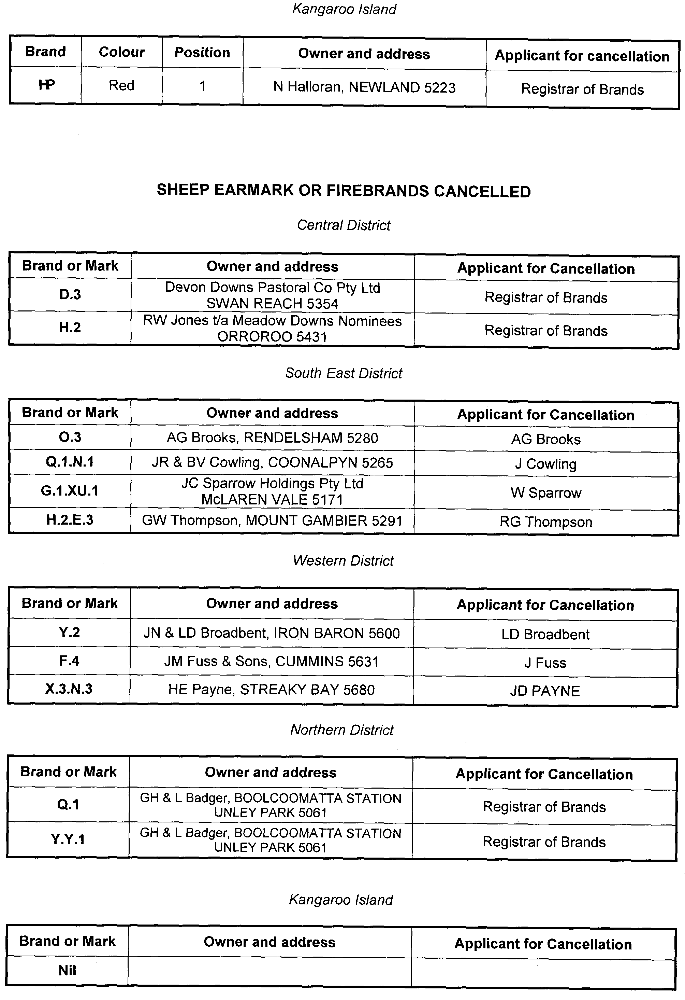 Kangaroo Island
Brand Colour Position Owner and address Applicant for cancellation
HP Red 1 N Halloran, NEWLAND 5223 Registrar of Brands
SHEEP EARMARK OR FIREBRANDS CANCELLED
Central District
Brand or Mark Owner and address Applicant for Cancellation
D.3 Devon Downs Pastoral Co Pty Ltd
SWAN REACH 5354 Registrar of Brands
H.2 RW Jones t/a Meadow Downs Nominees
ORROROO 5431 Registrar of Brands
South East District
Brand or Mark Owner and address Applicant for Cancellation
O.3 AG Brooks, RENDELSHAM 5280 AG Brooks
Q.1.N.1 JR & BV Cowling, COONALPYN 5265 J Cowling
G.1.XU.1 JC Sparrow Holdings Pty Ltd
McLAREN VALE 5171 W Sparrow
H.2.E.3 GW Thompson, MOUNT GAMBIER 5291 RG Thompson
Western District
Brand or Mark Owner and address Applicant for Cancellation
Y.2 JN & LD Broadbent, IRON BARON 5600 LD Broadbent
F.4 JM Fuss & Sons, CUMMINS 5631 J Fuss
X.3.N.3 HE Payne, STREAKY BAY 5680 JD PAYNE
Northern District
Brand or Mark Owner and address Applicant for Cancellation
Q.1 GH & L Badger, BOOLCOOMATTA STATION
UNLEY PARK 5061 Registrar of Brands
Y.Y.1 GH & L Badger, BOOLCOOMATTA STATION
UNLEY PARK 5061 Registrar of Brands
Kangaroo Island
Brand or Mark Owner and address Applicant for Cancellation
Nil